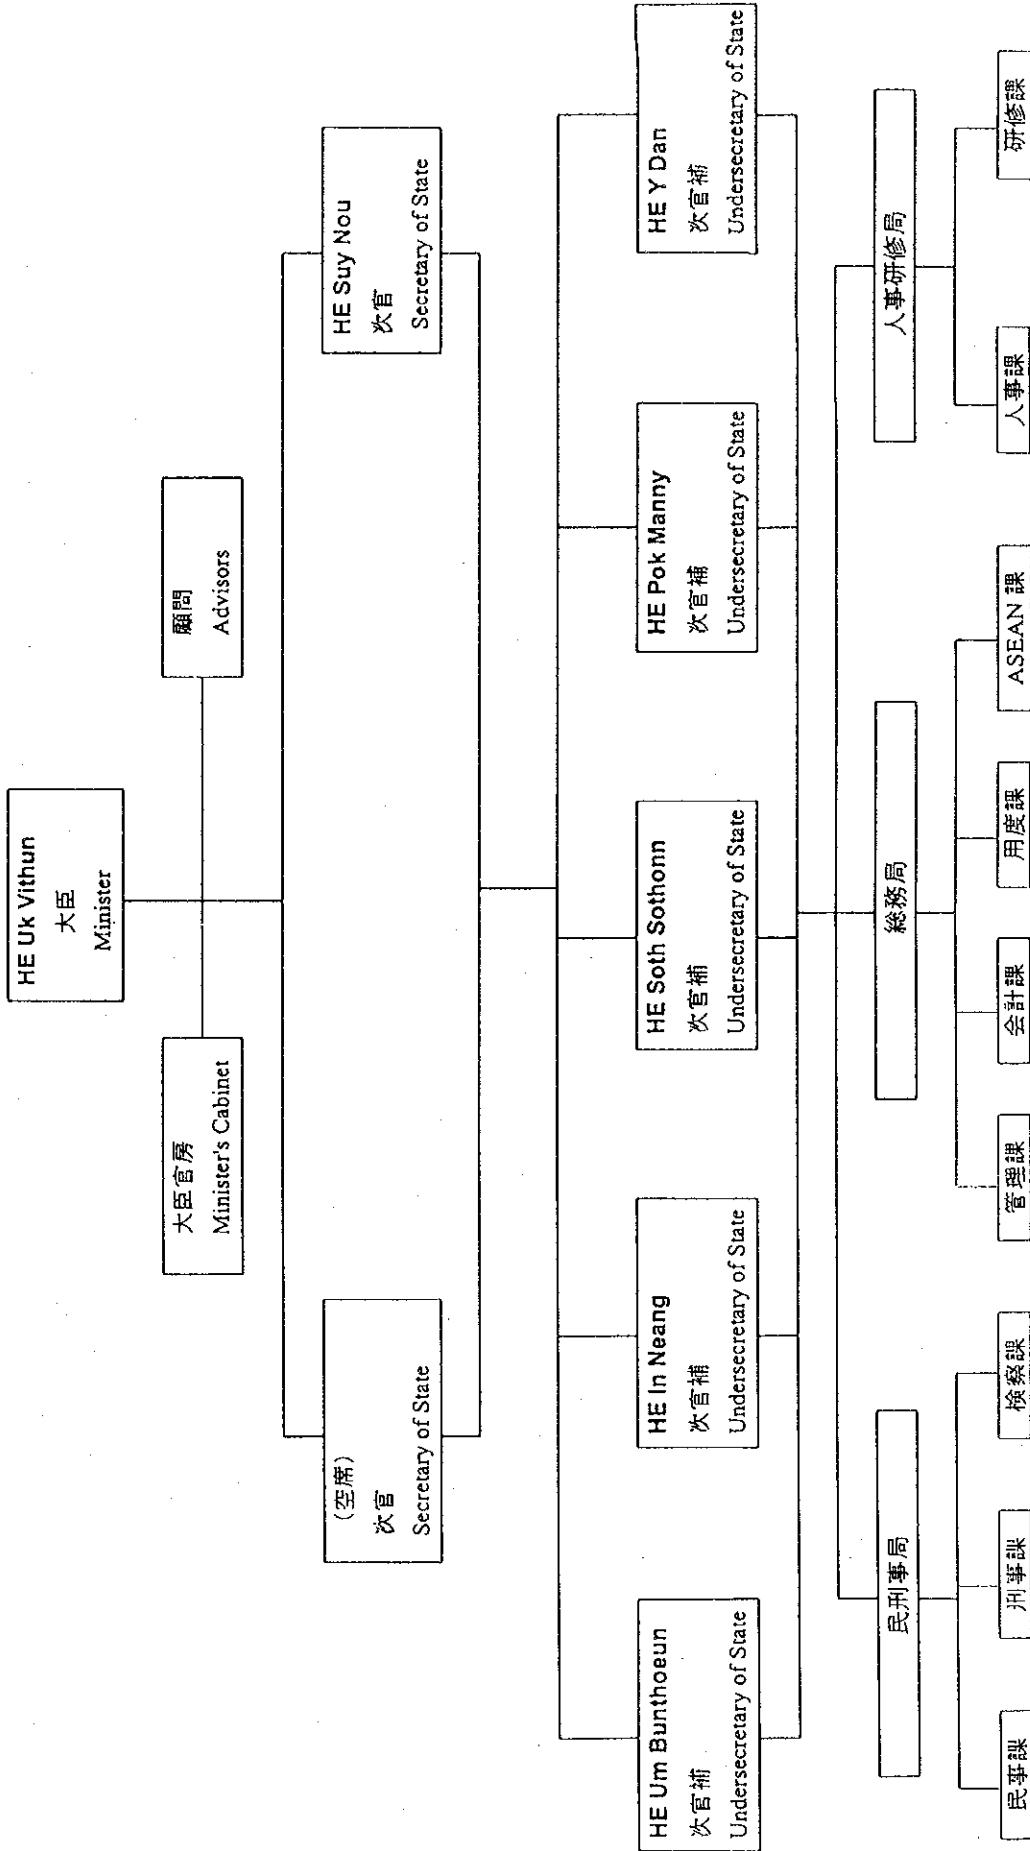 HE Uk Vithun
大臣
Minister
大臣官房
Minister's Cabinet
顧問
Advisors
(空席)
次官
Secretary of State
HE Suy Nou
次官
Secretary of State
HE Um Bunthoeun
次官補
Undersecretary of State
HE In Neang
次官補
Undersecretary of State
HE Soth Sothonn
次官補
Undersecretary of State
HE Pok Manny
次官補
Undersecretary of State
HE Y Dan
次官補
Undersecretary of State
民刑事局
総務局
人事研修局
民事課
刑事課
検察課
管理課
会計課
用度課
ASEAN 課
人事課
研修課